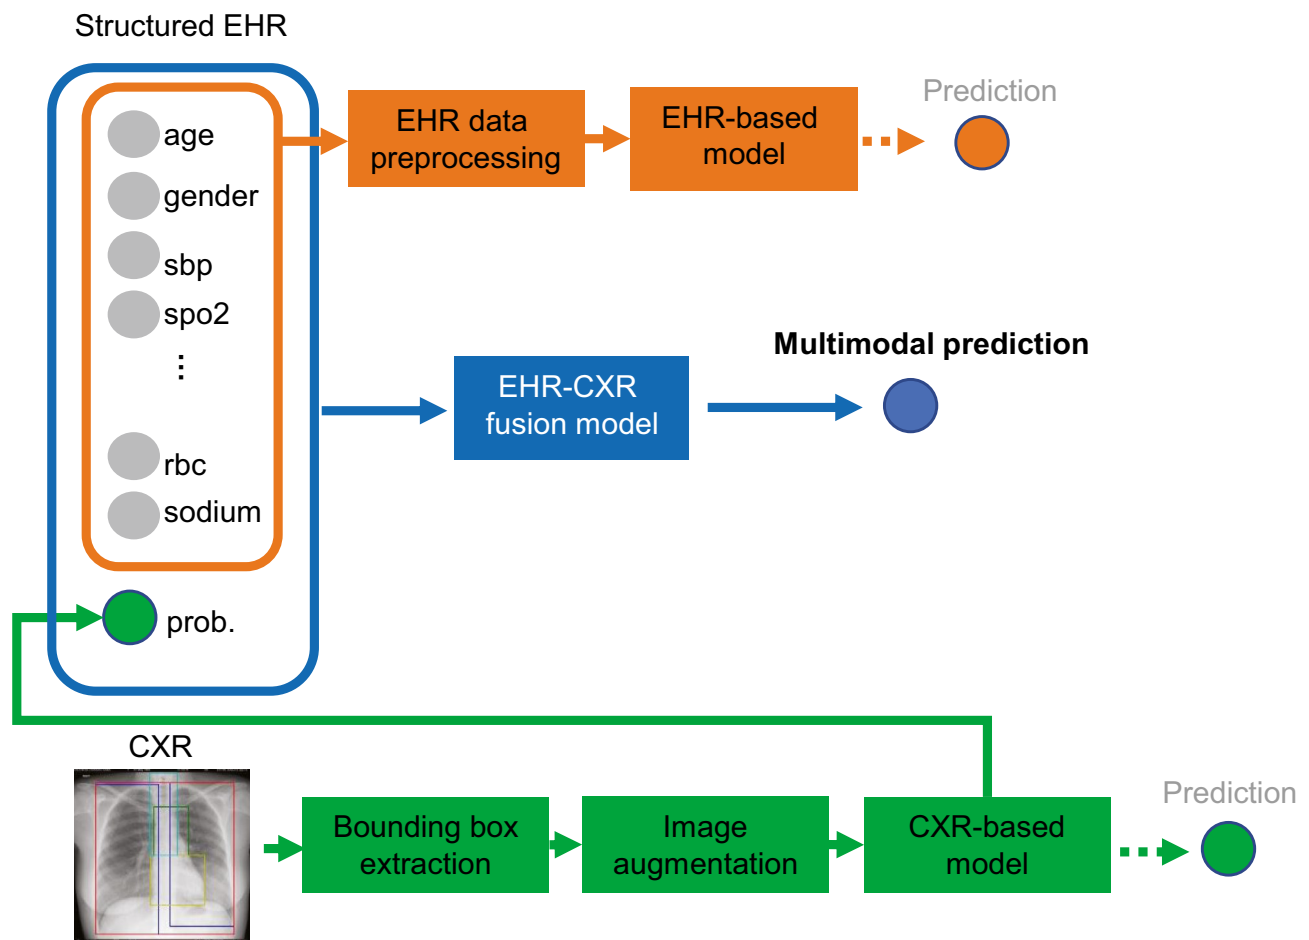 Structured EHR
age
gender
sbp
spo2
⋮
rbc
sodium
prob.
EHR data
preprocessing
EHR-based
model
Prediction
EHR-CXR
fusion model
Multimodal prediction
CXR
Bounding box
extraction
Image
augmentation
CXR-based
model
Prediction